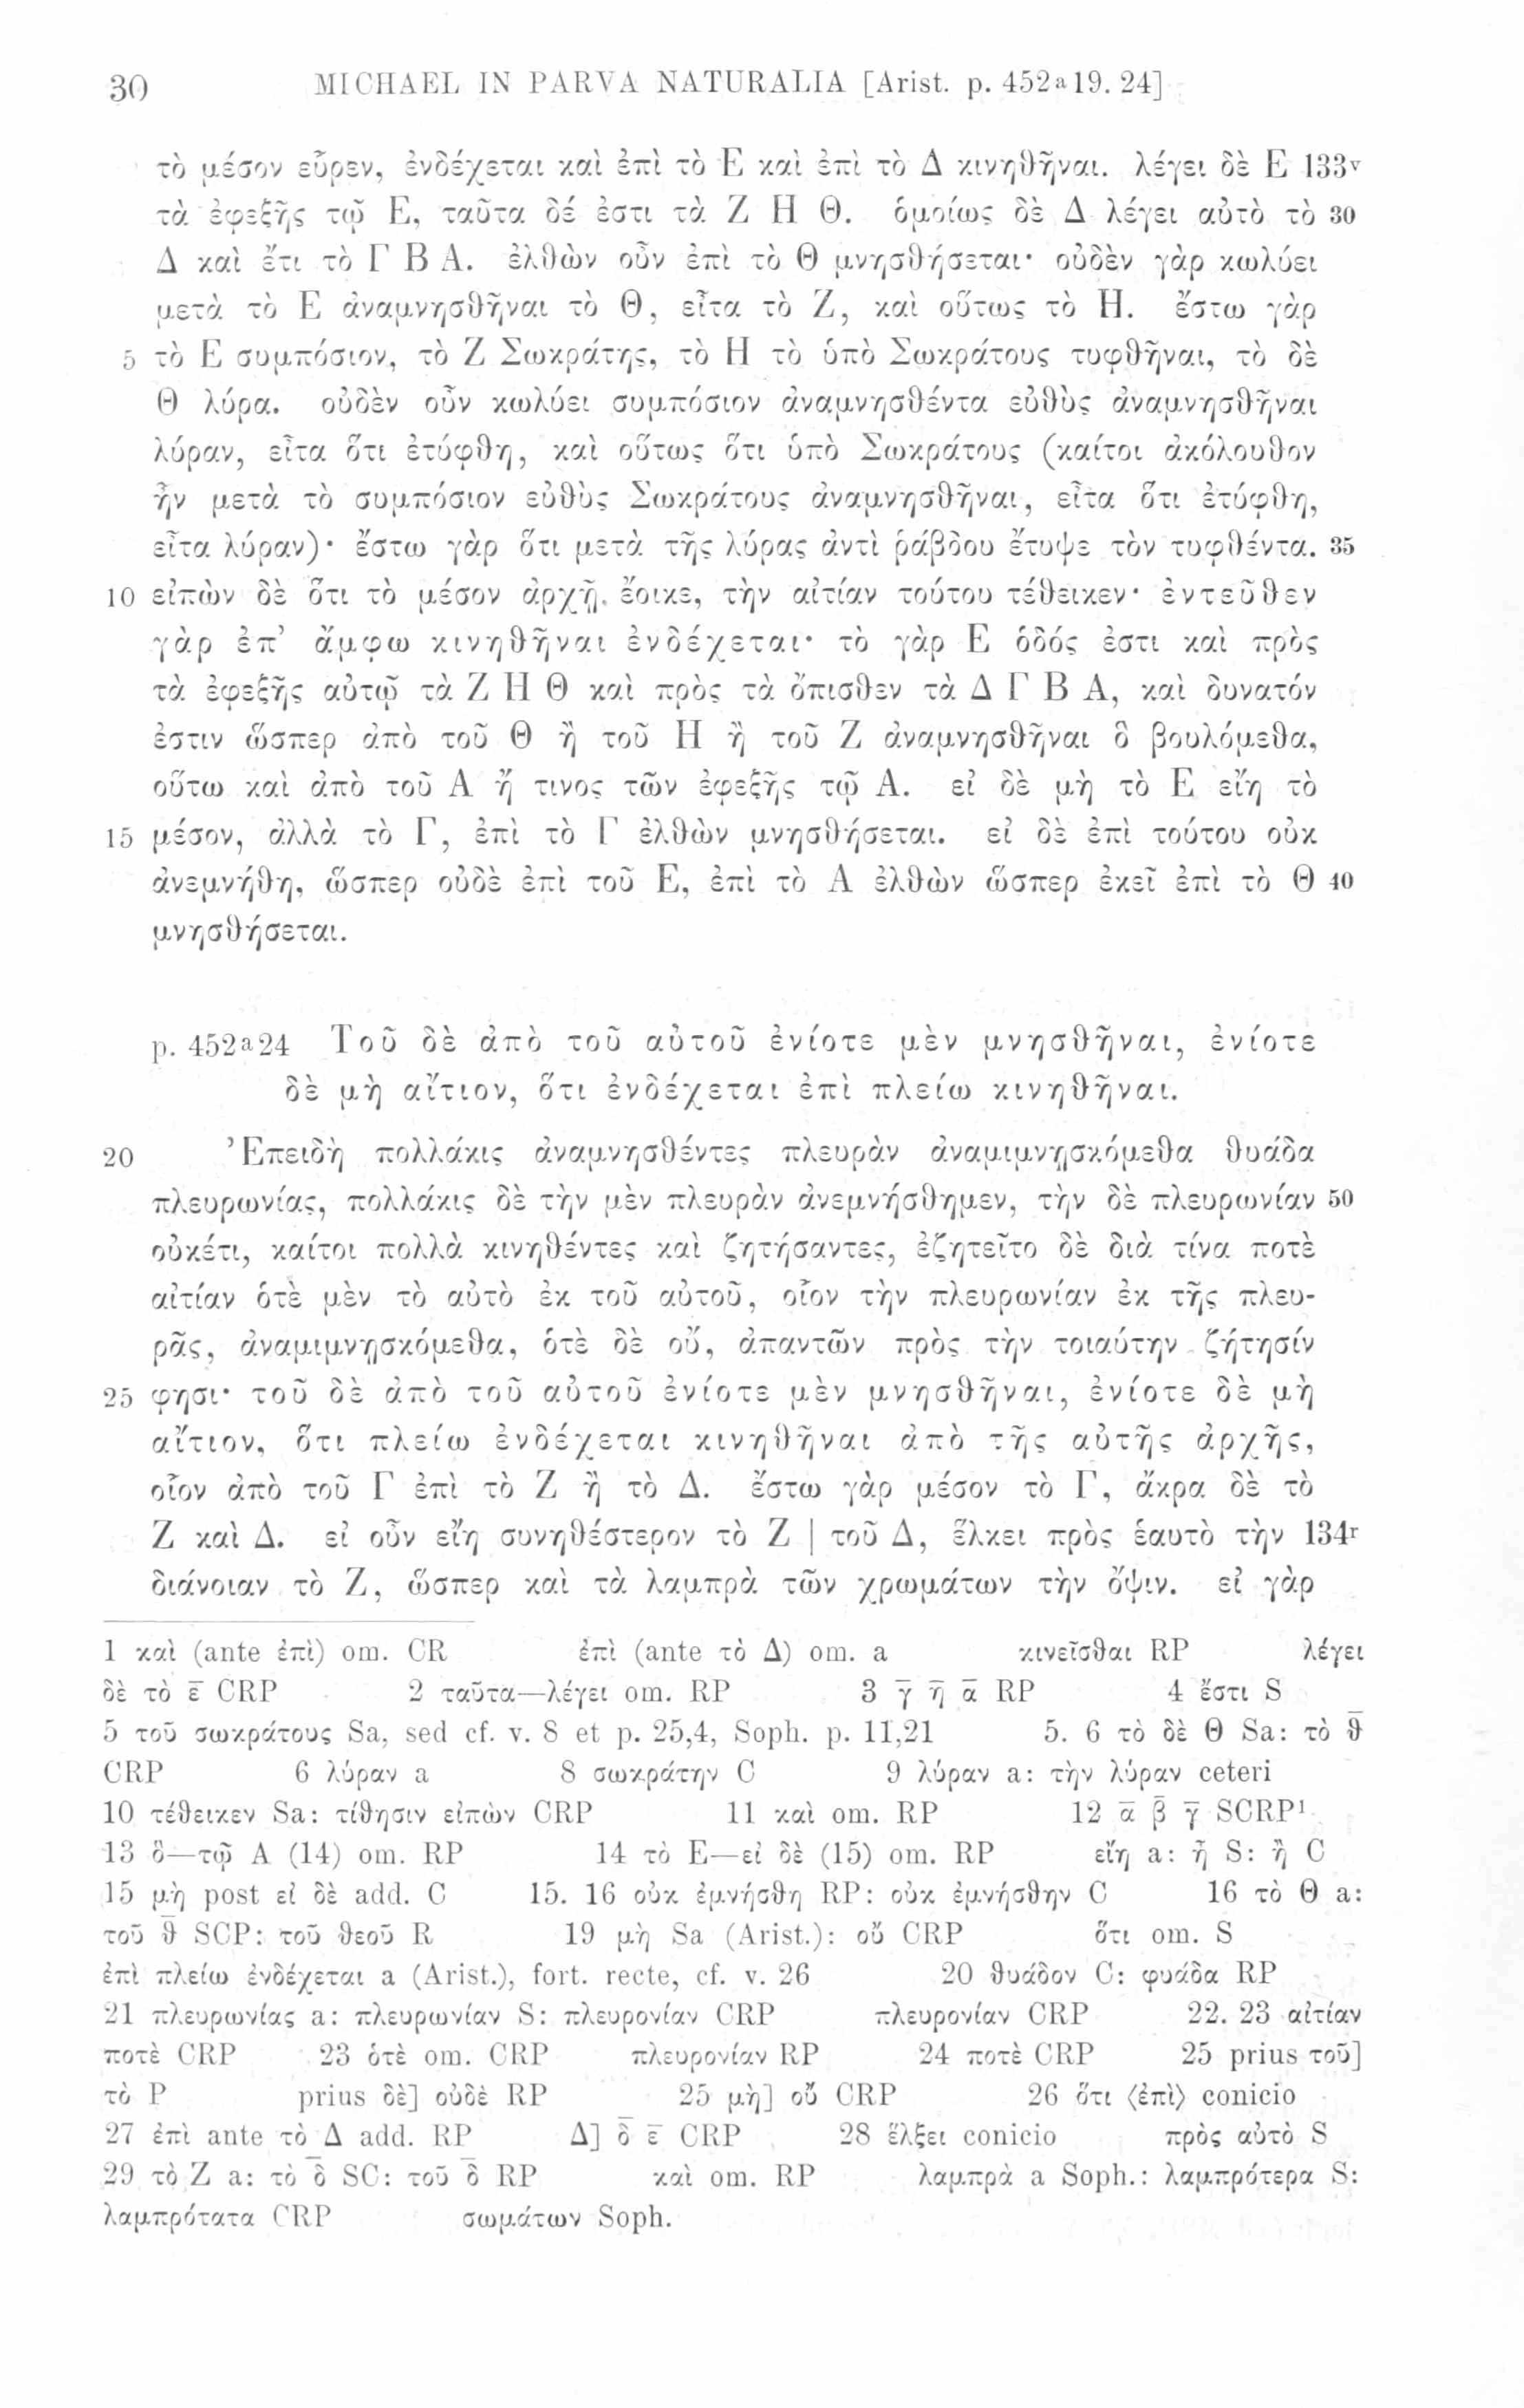 30 MICHAEL IN PARVA NATURALIA [Arist. p. 452a19. 24]
τὸ μέσον εὗρεν, ἐνδέχεται καὶ ἐπὶ τὸ Ε καὶ ἐπὶ τὸ Δ κινηθῆναι. λέγει δὲ Ε 133v
τὰ ἐφεξῆς τῷ Ε, ταῦτα δέ ἐστι τὰ Ζ Η Θ. ὁμοίως δὲ Δ λέγει αὐτὸ τὸ 30
Δ καὶ ἔτι τὸ Γ Β Α. ἐλθὼν οὖν ἐπὶ τὸ Θ μνησθήσεται· οὐδὲν γὰρ κωλύει
μετὰ τὸ Ε ἀναμνησθῆναι τὸ Θ, εἶτα τὸ Ζ, καὶ οὕτως τὸ Η. ἔστω γὰρ
5 τὸ Ε συμπόσιον, τὸ Ζ Σωκράτης, τὸ Η τὸ ὑπὸ Σωκράτους τυφθῆναι, τὸ δὲ
Θ λύρα. οὐδὲν οὖν κωλύει συμπόσιον ἀναμνησθέντα εὐθὺς ἀναμνησθῆναι
λύραν, εἶτα ὅτι ἐτύφθη, καὶ οὕτως ὅτι ὑπὸ Σωκράτους (καίτοι ἀκόλουθον
ἦν μετὰ τὸ συμπόσιον εὐθὺς Σωκράτους ἀναμνησθῆναι, εἶτα ὅτι ἐτύφθη,
εἶτα λύραν)· ἔστω γὰρ ὅτι μετὰ τῆς λύρας ἀντὶ ῥάβδου ἔτυψε τὸν τυφθέντα. 35
10 εἰπὼν δὲ ὅτι τὸ μέσον ἀρχῇ ἔοικε, τὴν αἰτίαν τούτου τέθεικεν· ἐντεῦθεν
γὰρ ἐπ’ ἄμφω κινηθῆναι ἐνδέχεται· τὸ γὰρ Ε ὁδός ἐστι καὶ πρὸς
τὰ ἐφεξῆς αὐτῷ τὰ Ζ Η Θ καὶ πρὸς τὰ ὄπισθεν τὰ Δ Γ Β Α, καὶ δυνατόν
ἐστιν ὥσπερ ἀπὸ τοῦ Θ ἢ τοῦ Η ἢ τοῦ Ζ ἀναμνησθῆναι ὃ βουλόμεθα,
οὕτω καὶ ἀπὸ τοῦ Α ἤ τινος τῶν ἐφεξῆς τῷ Α. εἰ δὲ μὴ τὸ Ε εἴη τὸ
15 μέσον, ἀλλὰ τὸ Γ, ἐπὶ τὸ Γ ἐλθὼν μνησθήσεται. εἰ δὲ ἐπὶ τούτου οὐκ
ἀνεμνήθη, ὥσπερ οὐδὲ ἐπὶ τοῦ Ε, ἐπὶ τὸ Α ἐλθὼν ὥσπερ ἐκεῖ ἐπὶ τὸ Θ 40
μνησθήσεται.
p. 452a24 Τοῦ δὲ ἀπὸ τοῦ αὐτοῦ ἐνίοτε μὲν μνησθῆναι, ἐνίοτε
δὲ μὴ αἴτιον, ὅτι ἐνδέχεται ἐπὶ πλείω κινηθῆναι.
20 Ἐπειδὴ πολλάκις ἀναμνησθέντες πλευρὰν ἀναμιμνῃσκόμεθα θυάδα
πλευρωνίας, πολλάκις δὲ τὴν μὲν πλευρὰν ἀνεμνήσθημεν, τὴν δὲ πλευρωνίαν 50
οὐκέτι, καίτοι πολλὰ κινηθέντες καὶ ζητήσαντες, ἐζητεῖτο δὲ διὰ τίνα ποτὲ
αἰτίαν ὁτὲ μὲν τὸ αὐτὸ ἐκ τοῦ αὐτοῦ, οἷον τὴν πλευρωνίαν ἐκ τῆς πλευ-
ρᾶς, ἀναμιμνῃσκόμεθα, ὁτὲ δὲ οὔ, ἀπαντῶν πρὸς τὴν τοιαύτην ζήτησίν
25 φησι· τοῦ δὲ ἀπὸ τοῦ αὐτοῦ ἐνίοτε μὲν μνησθῆναι, ἐνίοτε δὲ μὴ
αἴτιον, ὅτι πλείω ἐνδέχεται κινηθῆναι ἀπὸ τῆς αὐτῆς ἀρχῆς,
οἷον ἀπὸ τοῦ Γ ἐπὶ τὸ Ζ ἢ τὸ Δ. ἔστω γὰρ μέσον τὸ Γ, ἄκρα δὲ τὸ
Ζ καὶ Δ. εἰ οὖν εἴη συνηθέστερον τὸ Ζ | τοῦ Δ, ἕλκει πρὸς ἑαυτὸ τὴν 134r
διάνοιαν τὸ Ζ, ὥσπερ καὶ τὰ λαμπρὰ τῶν χρωμάτων τὴν ὄψιν. εἰ γὰρ
1 καὶ (ante ἐπὶ) om. CR ἐπὶ (ante τὸ Δ) om. a κινεῖσθαι RP λέγει
δὲ τὸ ε̄ CRP 2 ταῦτα—λέγει om. RP 3 γ̄ η̄ ᾱ RP 4 ἔστι S
5 τοῦ σωκράτους Sa, sed cf. v. 8 et p. 25,4, Soph. p. 11,21 5. 6 τὸ δὲ Θ Sa: τὸ θ̄
CRP 6 λύραν a 8 σωκράτην C 9 λύραν a: τὴν λύραν ceteri
10 τέθεικεν Sa: τίθησιν εἰπὼν CRP 11 καὶ om. RP 12 ᾱ β̄ γ̄ SCRP¹
13 ὃ—τῷ Α (14) om. RP 14 τὸ Ε—εἰ δὲ (15) om. RP εἴη a: ᾖ S: ἢ C
15 μὴ post εἰ δὲ add. C 15. 16 οὐκ ἐμνήσθη RP: οὐκ ἐμνήσθην C 16 τὸ Θ a:
τοῦ θ̄ SCP: τοῦ θεοῦ R 19 μὴ Sa (Arist.): οὔ CRP ὅτι om. S
ἐπὶ πλείω ἐνδέχεται a (Arist.), fort. recte, cf. v. 26 20 θυάδον C: φυάδα RP
21 πλευρωνίας a: πλευρωνίαν S: πλευρονίαν CRP πλευρονίαν CRP 22. 23 αἰτίαν
ποτὲ CRP 23 ὁτὲ om. CRP πλευρονίαν RP 24 ποτὲ CRP 25 prius τοῦ]
τὸ P prius δὲ] οὐδὲ RP 25 μὴ] οὔ CRP 26 ὅτι ⟨ἐπὶ⟩ conicio
27 ἐπὶ ante τὸ Δ add. RP Δ] δ̄ ε̄ CRP 28 ἕλξει conicio πρὸς αὐτὸ S
29 τὸ Ζ a: τὸ δ̄ SC: τοῦ δ̄ RP καὶ om. RP λαμπρὰ a Soph.: λαμπρότερα S:
λαμπρότατα CRP σωμάτων Soph.